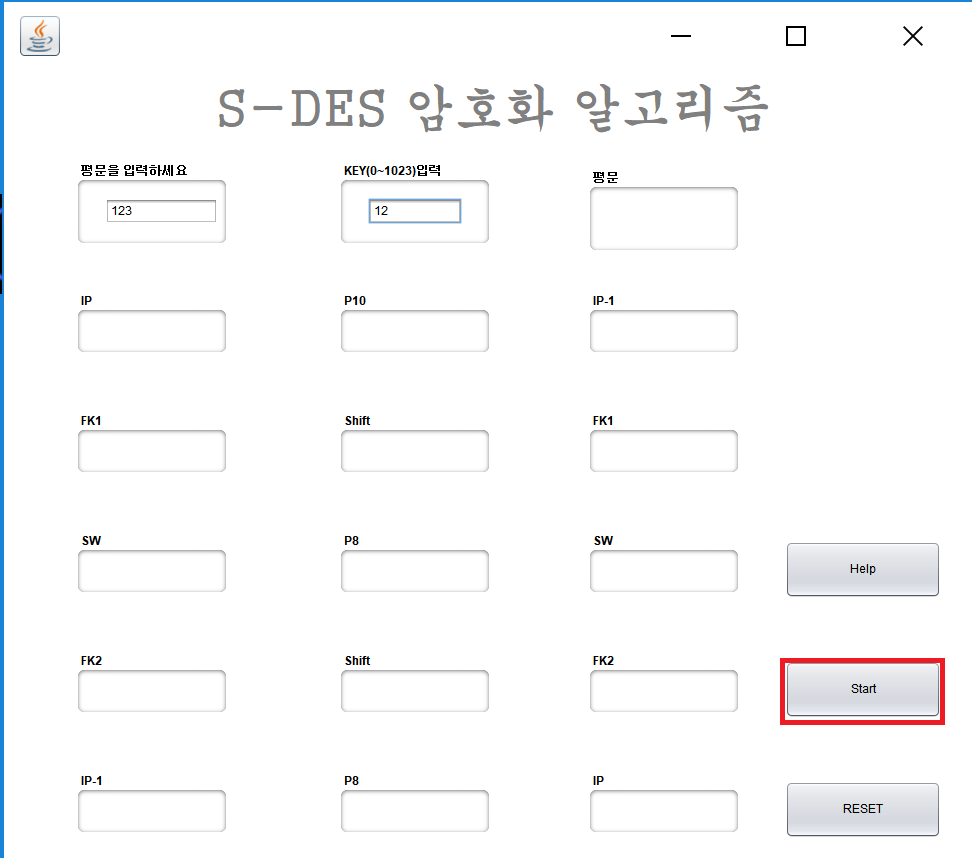 S-DES 암호화 알고리즘
평문을 입력하세요 KEY(0~1023)입력 평문
123 12
IP P10 IP-1
FK1 Shift FK1
SW P8 SW
Help
FK2 Shift FK2
Start
IP-1 P8 IP
RESET